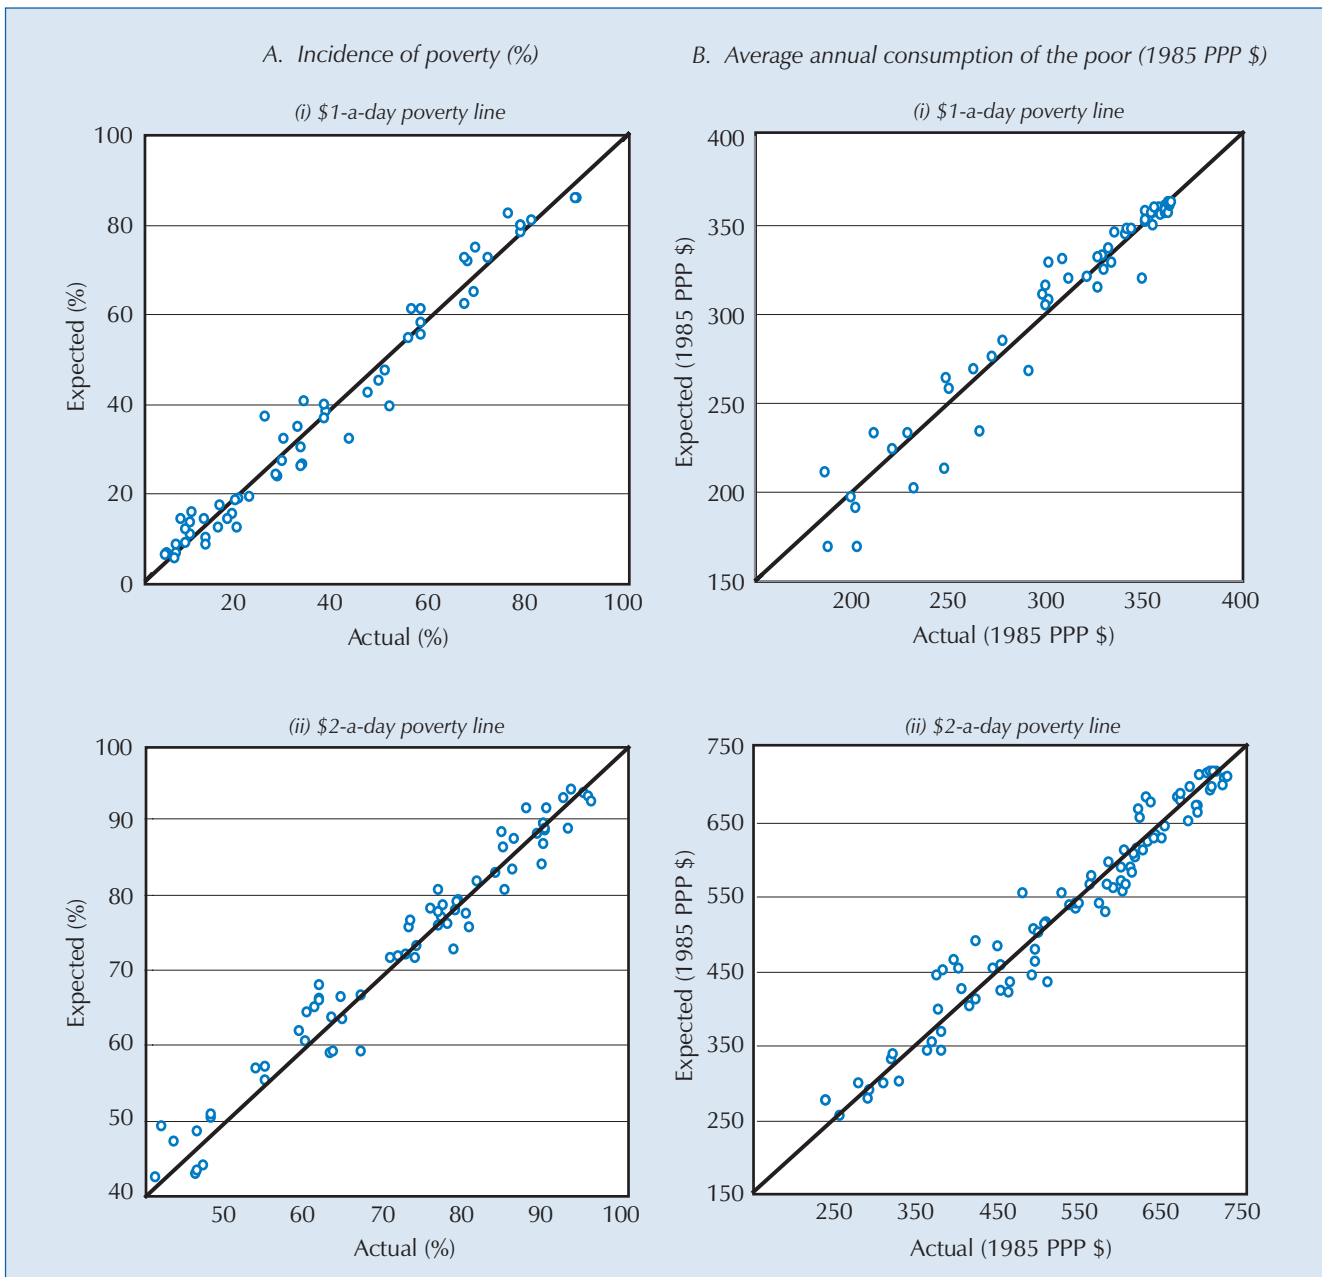 A. Incidence of poverty (%)
B. Average annual consumption of the poor (1985 PPP $)
(i) $1-a-day poverty line
100
80
60
40
20
0
Expected (%)
20 40 60 80 100
Actual (%)
(i) $1-a-day poverty line
400
350
300
250
200
150
Expected (1985 PPP $)
200 250 300 350 400
Actual (1985 PPP $)
(ii) $2-a-day poverty line
100
90
80
70
60
50
40
Expected (%)
50 60 70 80 90 100
Actual (%)
(ii) $2-a-day poverty line
750
650
550
450
350
250
150
Expected (1985 PPP $)
250 350 450 550 650 750
Actual (1985 PPP $)